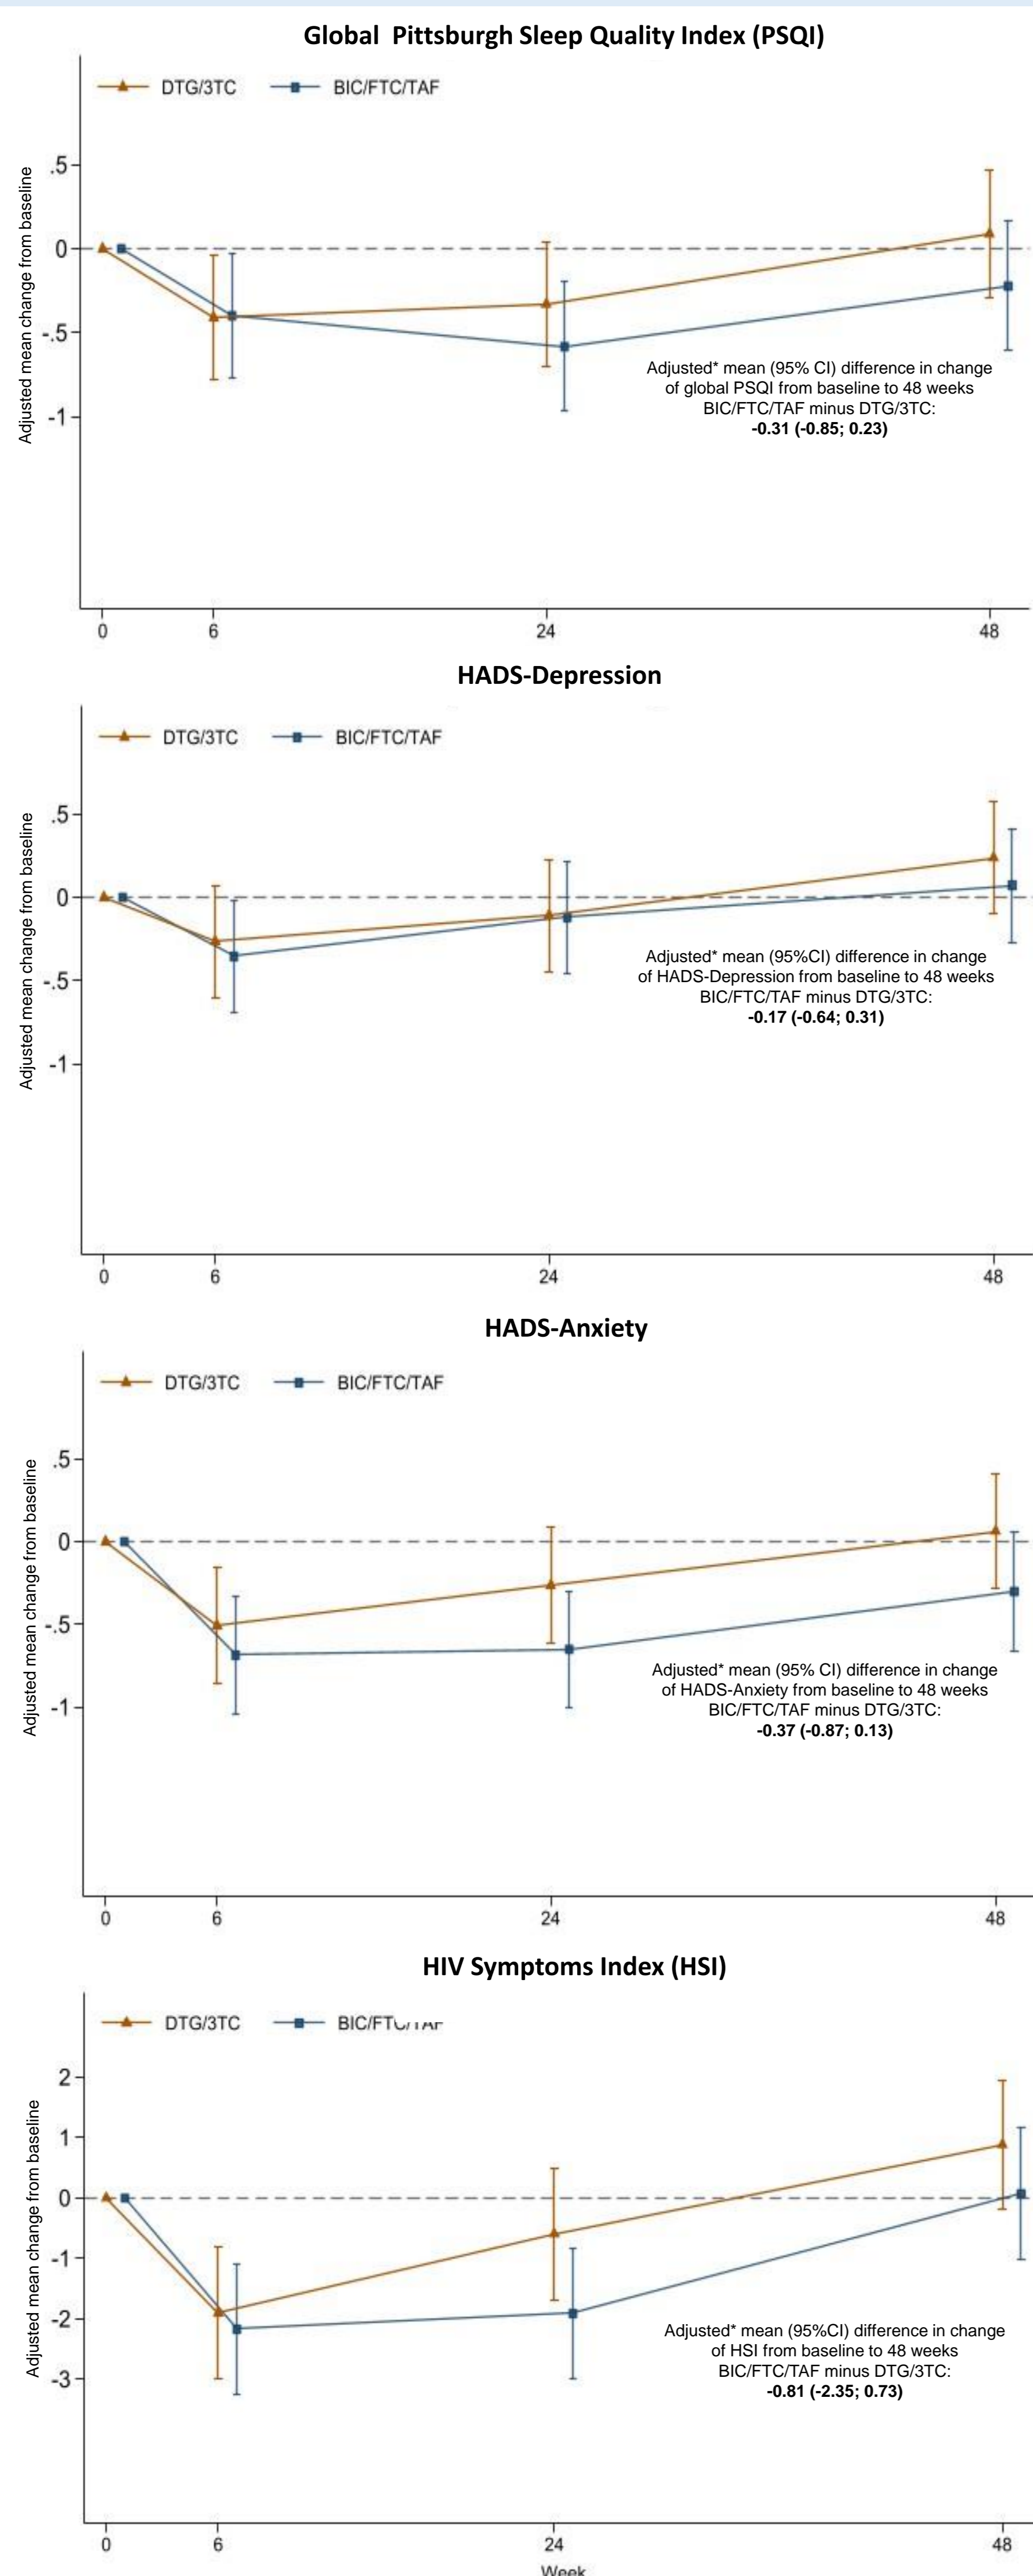 Global Pittsburgh Sleep Quality Index (PSQI)
DTG/3TC BIC/FTC/TAF
Adjusted mean change from baseline
.5
0
-.5
-1
Adjusted* mean (95% CI) difference in change
of global PSQI from baseline to 48 weeks
BIC/FTC/TAF minus DTG/3TC:
-0.31 (-0.85; 0.23)
0 6 24 48
HADS-Depression
DTG/3TC BIC/FTC/TAF
Adjusted mean change from baseline
.5
0
-.5
-1
Adjusted* mean (95%CI) difference in change
of HADS-Depression from baseline to 48 weeks
BIC/FTC/TAF minus DTG/3TC:
-0.17 (-0.64; 0.31)
0 6 24 48
HADS-Anxiety
DTG/3TC BIC/FTC/TAF
Adjusted mean change from baseline
.5
0
-.5
-1
Adjusted* mean (95% CI) difference in change
of HADS-Anxiety from baseline to 48 weeks
BIC/FTC/TAF minus DTG/3TC:
-0.37 (-0.87; 0.13)
0 6 24 48
HIV Symptoms Index (HSI)
DTG/3TC BIC/FTC/TAF
Adjusted mean change from baseline
2
1
0
-1
-2
-3
Adjusted* mean (95%CI) difference in change
of HSI from baseline to 48 weeks
BIC/FTC/TAF minus DTG/3TC:
-0.81 (-2.35; 0.73)
0 6 24 48
Week